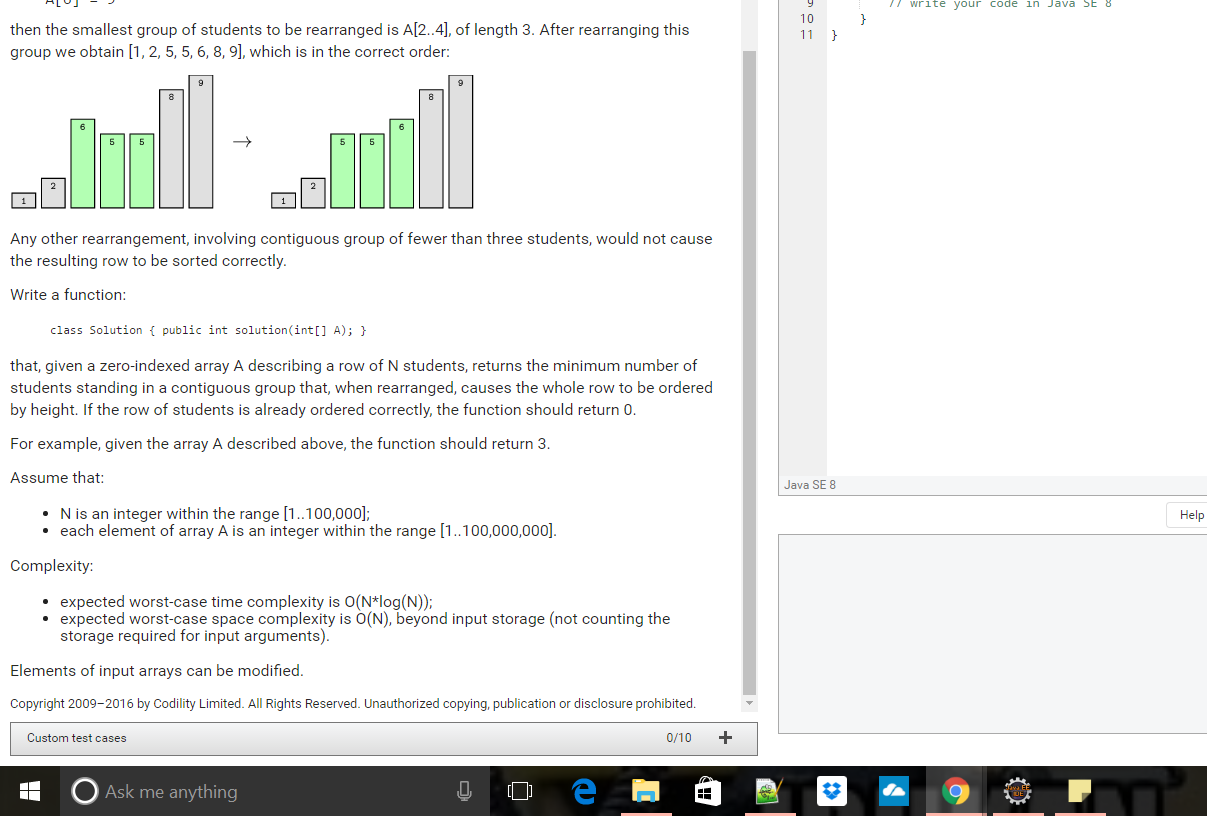 then the smallest group of students to be rearranged is A[2..4], of length 3. After rearranging this
group we obtain [1, 2, 5, 5, 6, 8, 9], which is in the correct order:
1
2
6
5
5
8
9
→
1
2
5
5
6
8
9
Any other rearrangement, involving contiguous group of fewer than three students, would not cause
the resulting row to be sorted correctly.
Write a function:
class Solution { public int solution(int[] A); }
that, given a zero-indexed array A describing a row of N students, returns the minimum number of
students standing in a contiguous group that, when rearranged, causes the whole row to be ordered
by height. If the row of students is already ordered correctly, the function should return 0.
For example, given the array A described above, the function should return 3.
Assume that:
• N is an integer within the range [1..100,000];
• each element of array A is an integer within the range [1..100,000,000].
Complexity:
• expected worst-case time complexity is O(N*log(N));
• expected worst-case space complexity is O(N), beyond input storage (not counting the
storage required for input arguments).
Elements of input arrays can be modified.
Copyright 2009–2016 by Codility Limited. All Rights Reserved. Unauthorized copying, publication or disclosure prohibited.
Custom test cases
0/10
+
9 // write your code in Java SE 8
10 }
11 }
Java SE 8
Help
Ask me anything